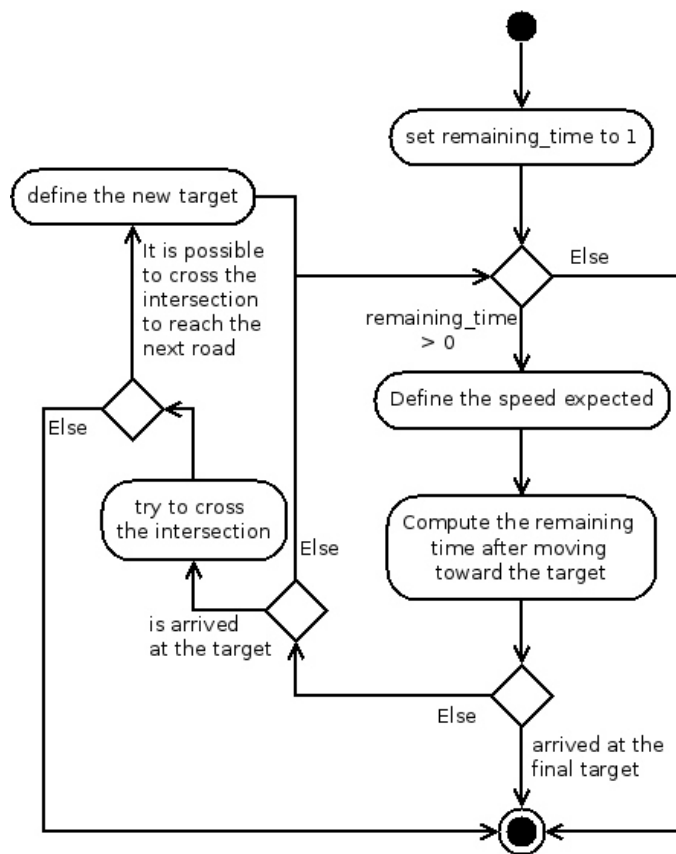 set remaining_time to 1
define the new target
It is possible
to cross the
intersection
to reach the
next road
Else
remaining_time
> 0
Define the speed expected
Else
try to cross
the intersection
Compute the remaining
time after moving
toward the target
Else
is arrived
at the target
Else
arrived at the
final target